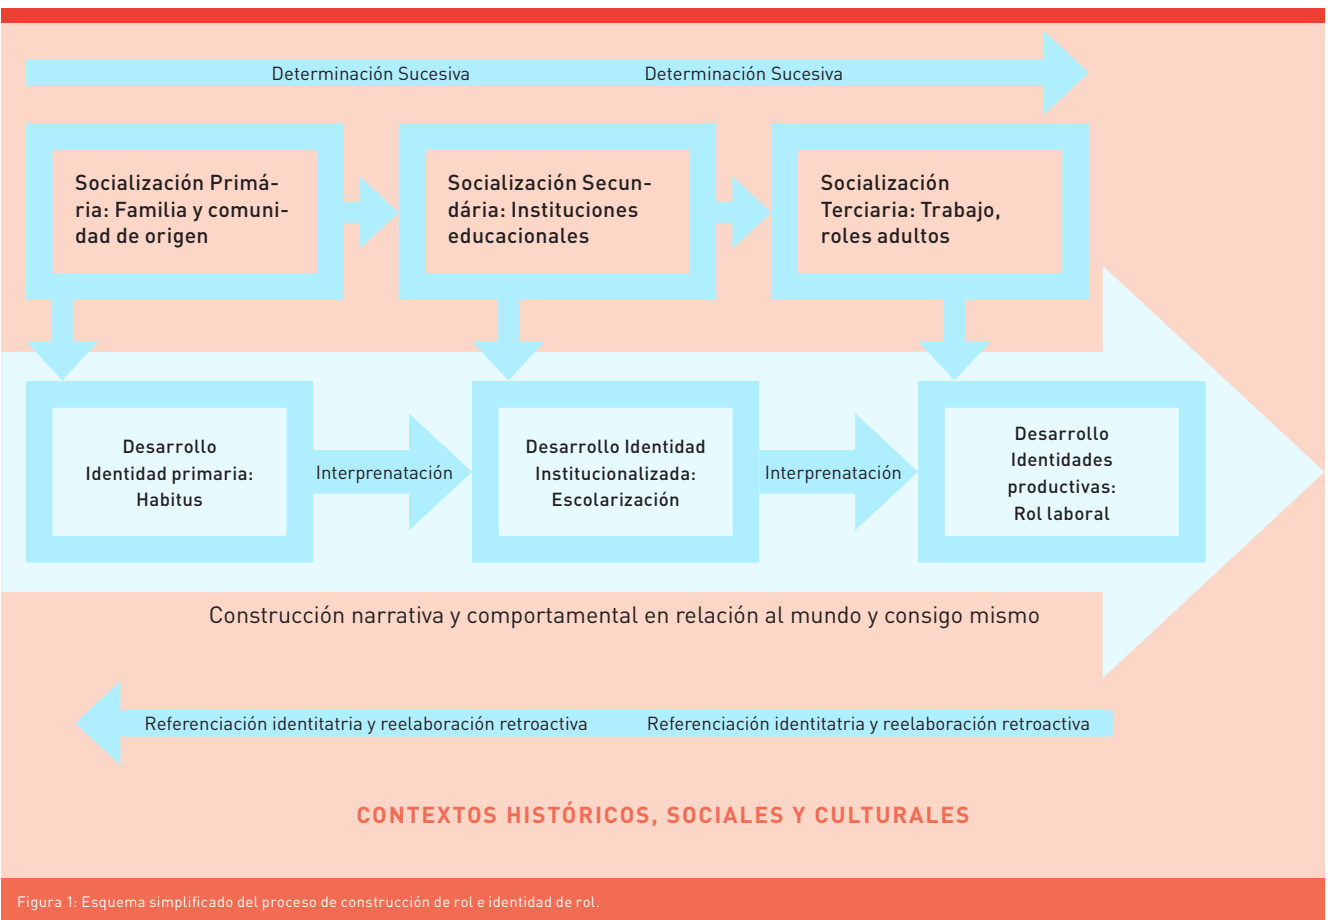 Determinación Sucesiva Determinación Sucesiva
Socialización Primá-
ria: Familia y comuni-
dad de origen
Socialización Secun-
dária: Instituciones
educacionales
Socialización
Terciaria: Trabajo,
roles adultos
Desarrollo
Identidad primaria:
Habitus
Interprenatación
Desarrollo Identidad
Institucionalizada:
Escolarización
Interprenatación
Desarrollo
Identidades
productivas:
Rol laboral
Construcción narrativa y comportamental en relación al mundo y consigo mismo
Referenciación identitatria y reelaboración retroactiva Referenciación identitatria y reelaboración retroactiva
CONTEXTOS HISTÓRICOS, SOCIALES Y CULTURALES
Figura 1: Esquema simplificado del proceso de construcción de rol e identidad de rol.